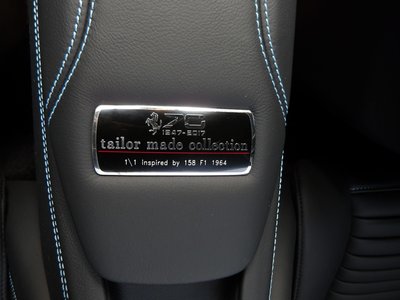 70
1947-2017
tailor made collection
1\1 inspired by 158 F1 1964